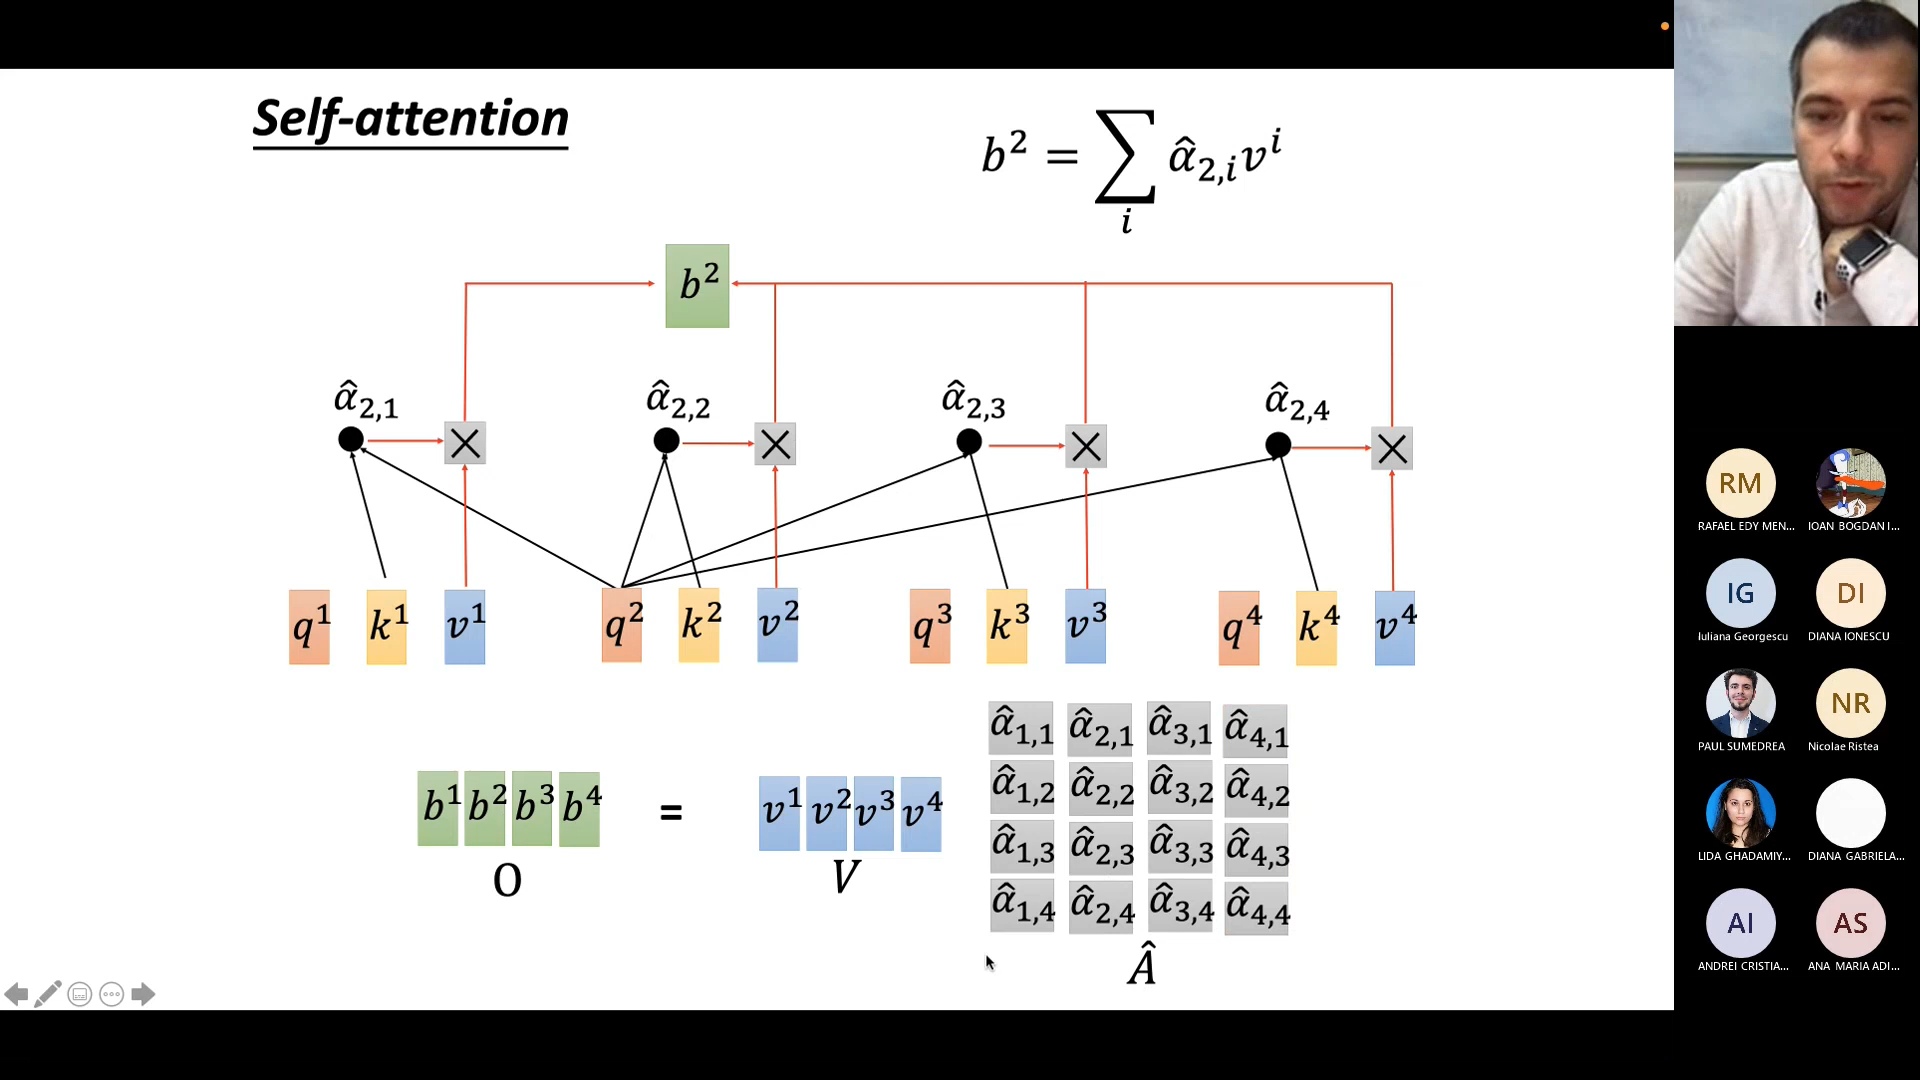 Self-attention
b² = ∑ᵢ α̂₂,ᵢ vⁱ
b²
α̂₂,₁ α̂₂,₂ α̂₂,₃ α̂₂,₄
× × × ×
q¹ k¹ v¹ q² k² v² q³ k³ v³ q⁴ k⁴ v⁴
b¹ b² b³ b⁴ = v¹ v² v³ v⁴
O V
α̂₁,₁ α̂₂,₁ α̂₃,₁ α̂₄,₁
α̂₁,₂ α̂₂,₂ α̂₃,₂ α̂₄,₂
α̂₁,₃ α̂₂,₃ α̂₃,₃ α̂₄,₃
α̂₁,₄ α̂₂,₄ α̂₃,₄ α̂₄,₄
Â
RM
RAFAEL EDY MEN...
IOAN BOGDAN I...
IG
Iuliana Georgescu
DI
DIANA IONESCU
PAUL SUMEDREA
NR
Nicolae Ristea
LIDA GHADAMIY...
DIANA GABRIELA...
AI
ANDREI CRISTIA...
AS
ANA MARIA ADI...